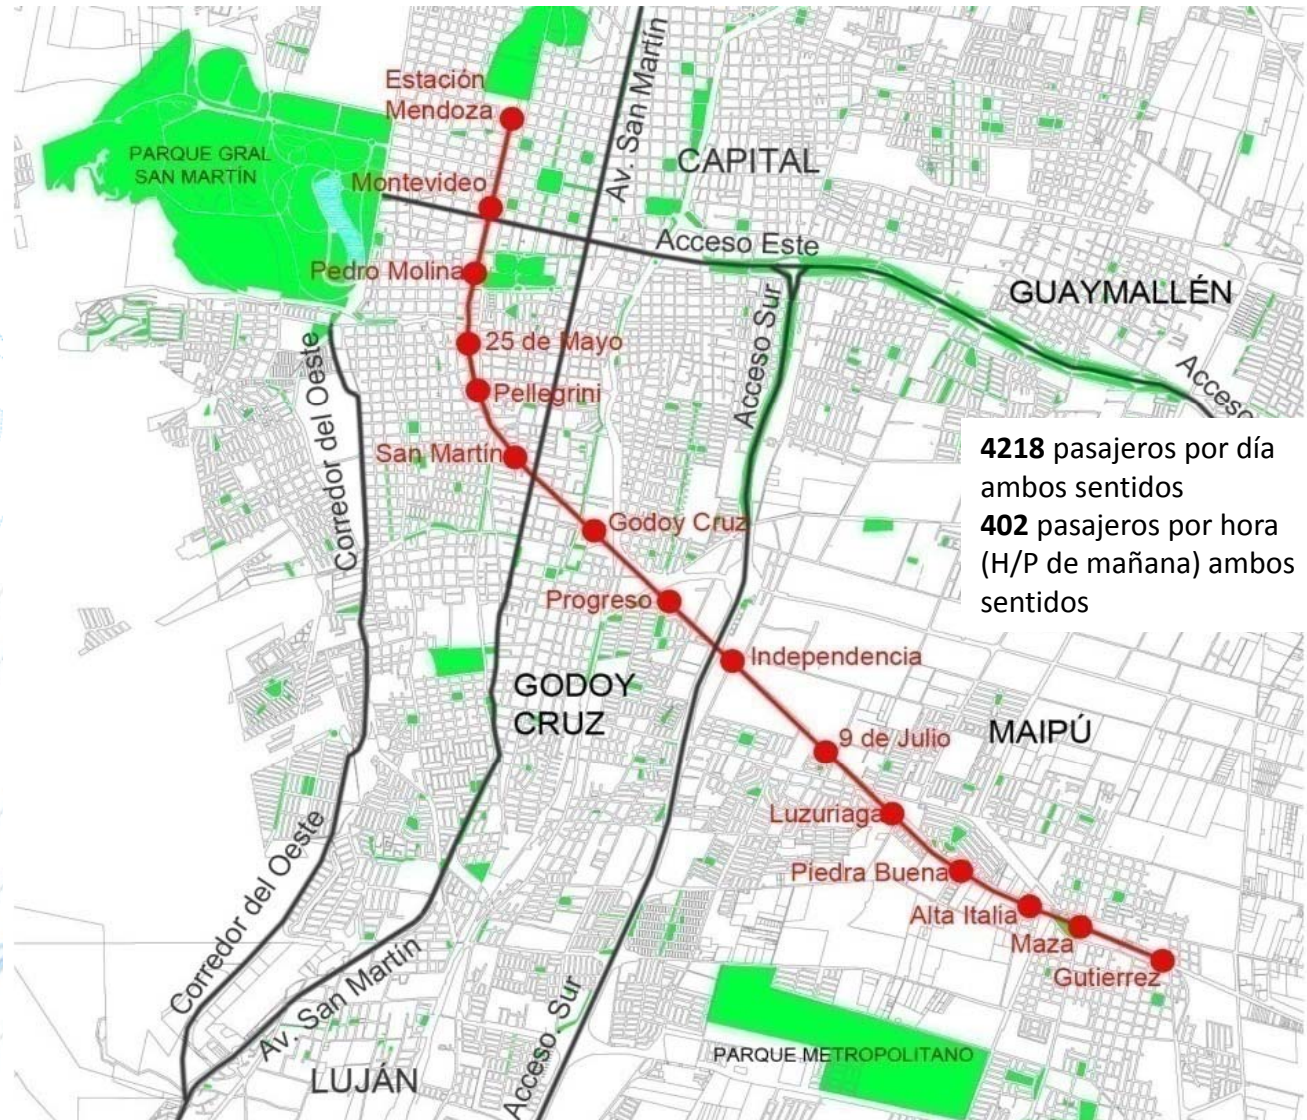 Estación
Mendoza
Av. San Martín
CAPITAL
PARQUE GRAL
SAN MARTÍN
Montevideo
Acceso Este
Pedro Molina
GUAYMALLÉN
Acceso Sur
25 de Mayo
Corredor del Oeste
Acceso
Pellegrini
San Martín
4218 pasajeros por día
ambos sentidos
402 pasajeros por hora
(H/P de mañana) ambos
sentidos
Godoy Cruz
Progreso
Independencia
GODOY
CRUZ
9 de Julio
MAIPÚ
Luzuriaga
Corredor del Oeste
Piedra Buena
Alta Italia
Maza
Gutierrez
Av. San Martín
Acceso Sur
PARQUE METROPOLITANO
LUJÁN